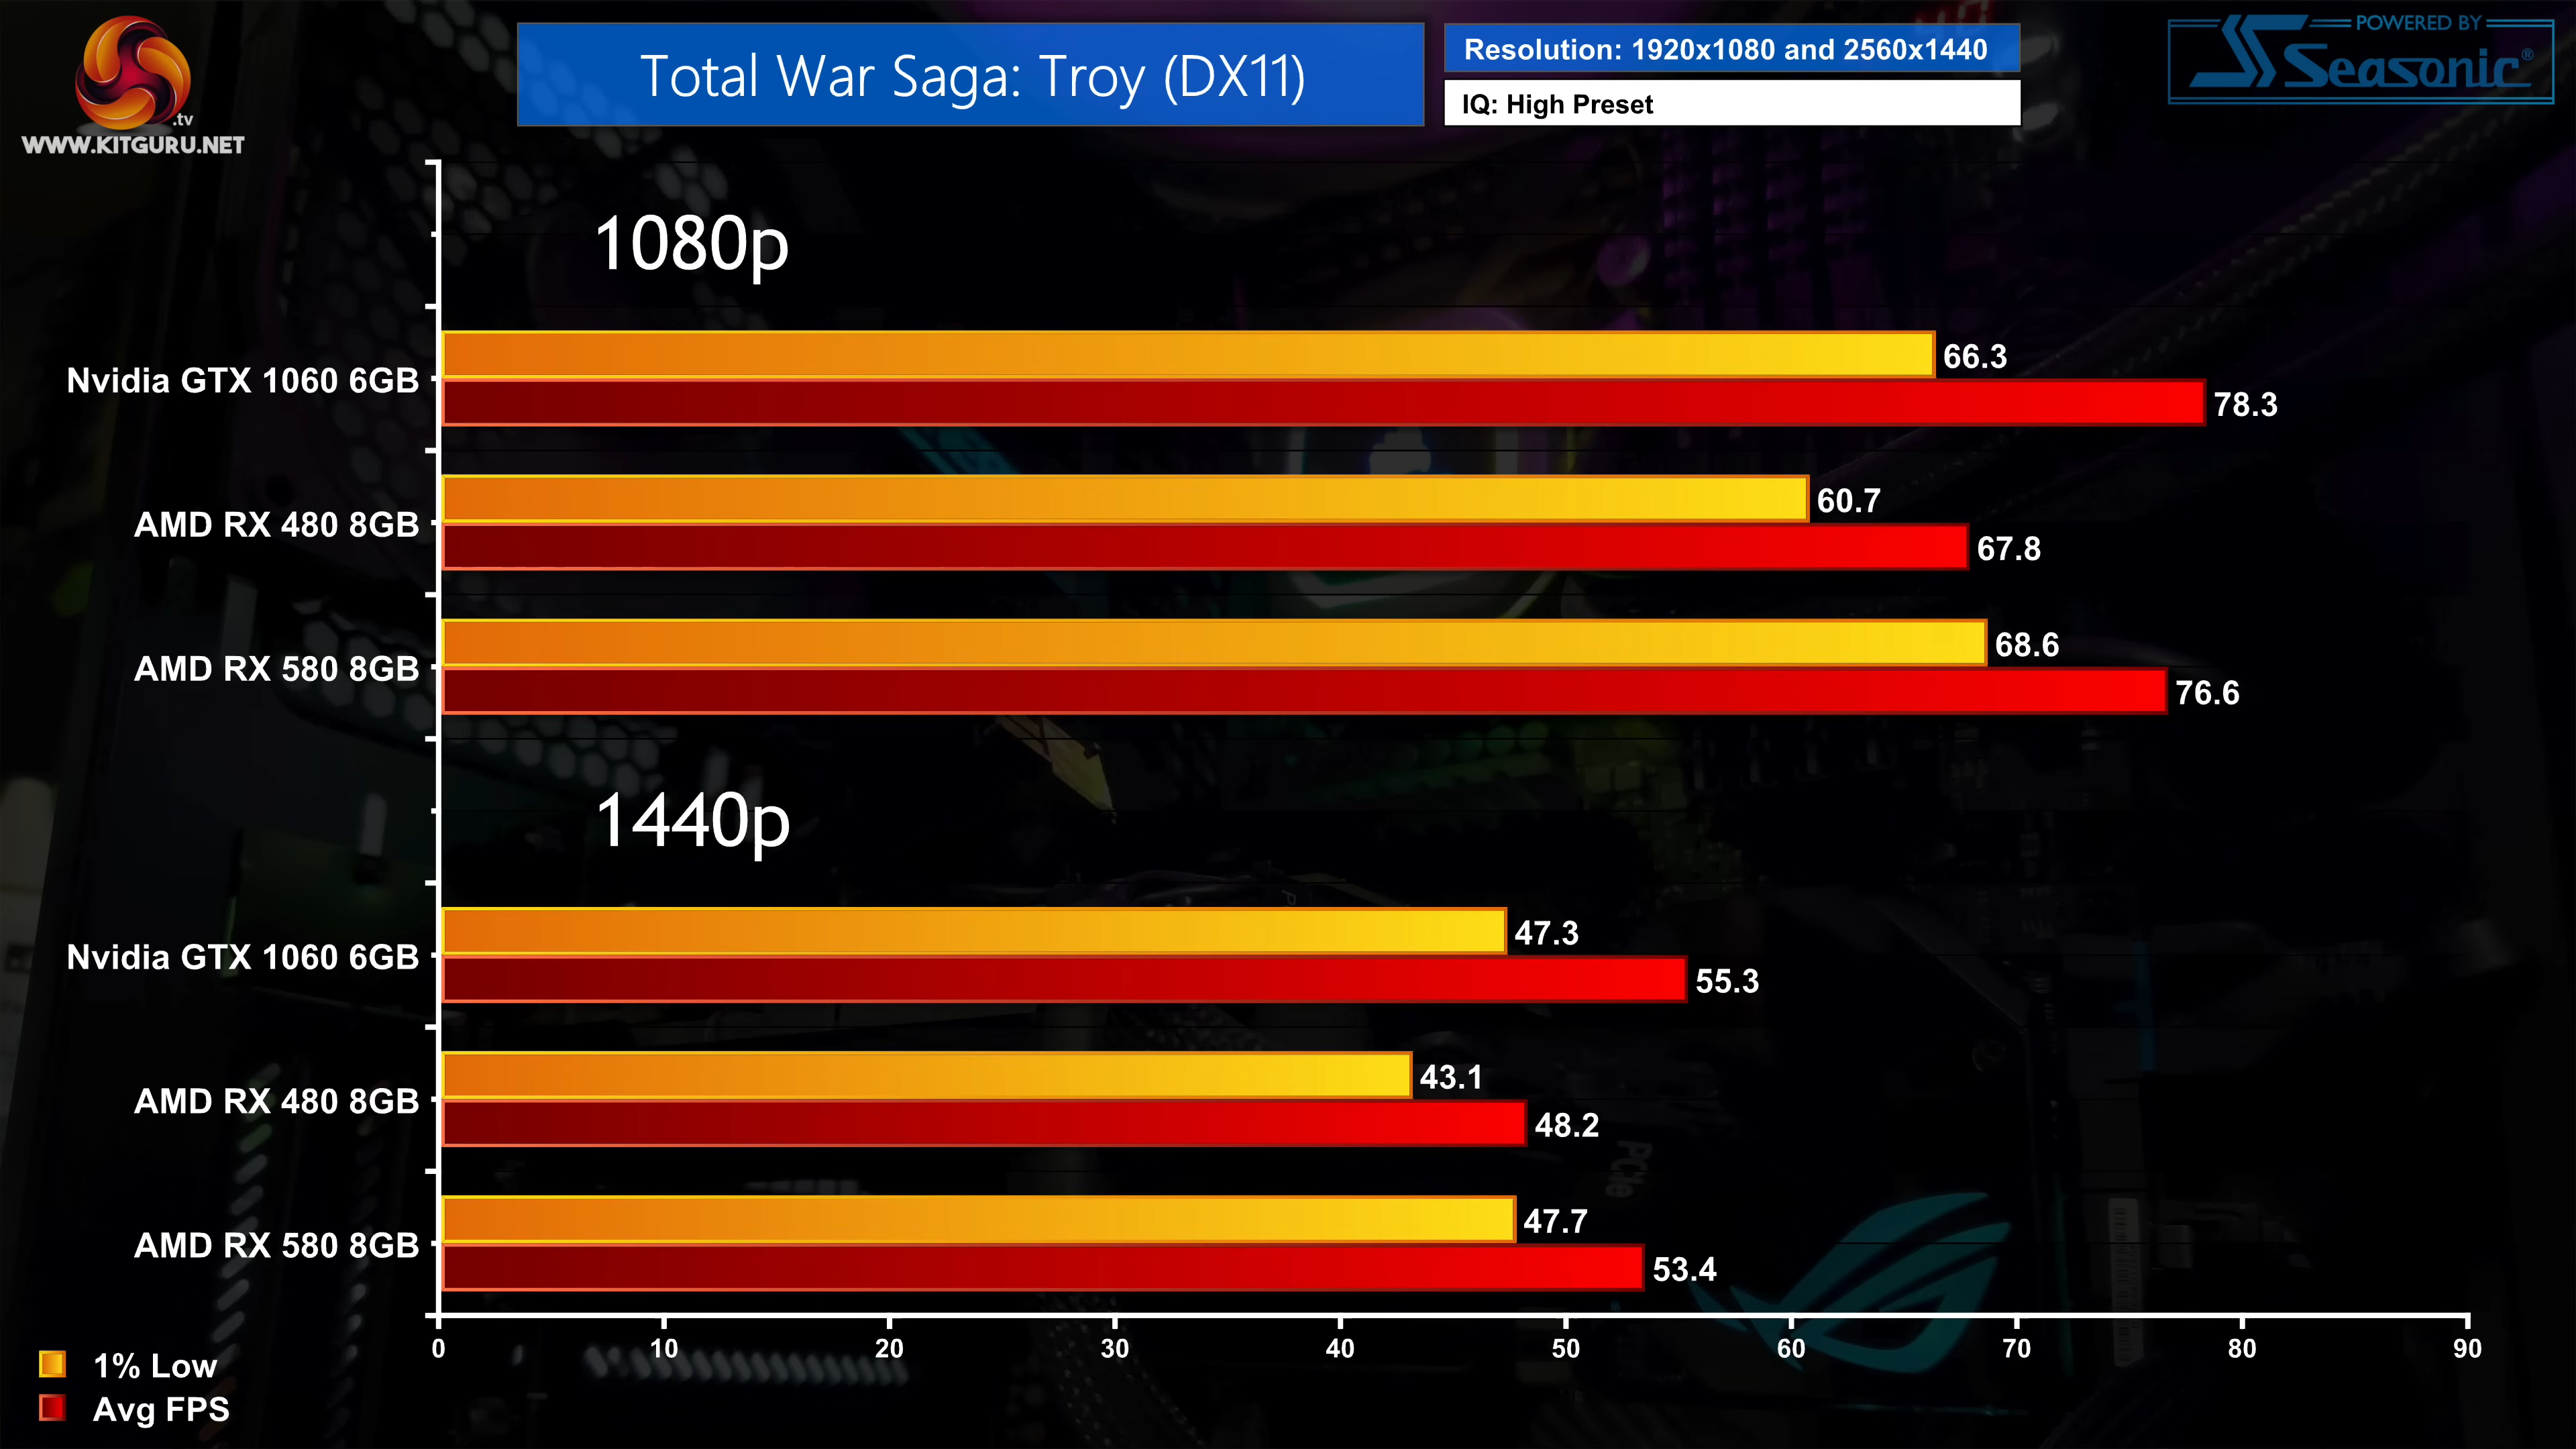 .tv
WWW.KITGURU.NET
Total War Saga: Troy (DX11)
Resolution: 1920x1080 and 2560x1440
IQ: High Preset
POWERED BY
Seasonic®
1080p
Nvidia GTX 1060 6GB
66.3
78.3
AMD RX 480 8GB
60.7
67.8
AMD RX 580 8GB
68.6
76.6
1440p
Nvidia GTX 1060 6GB
47.3
55.3
AMD RX 480 8GB
43.1
48.2
AMD RX 580 8GB
47.7
53.4
PCIe
0 10 20 30 40 50 60 70 80 90
1% Low
Avg FPS